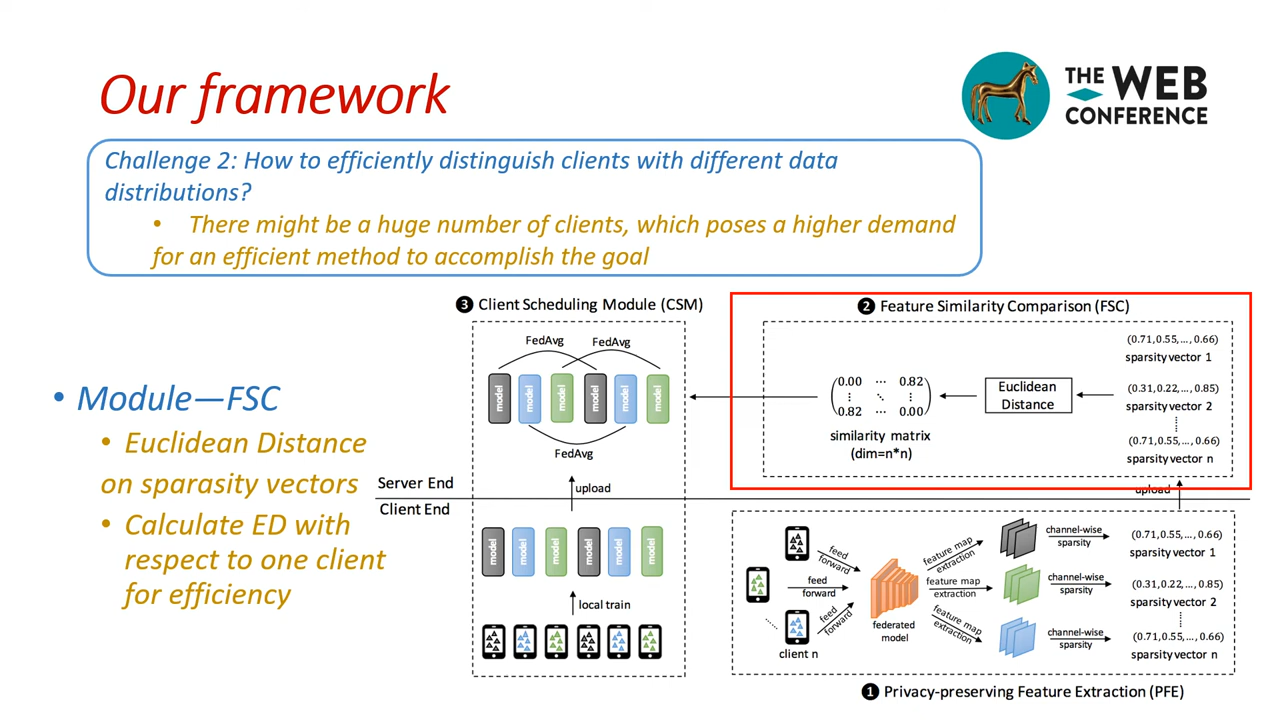 Our framework
THE WEB
CONFERENCE
Challenge 2: How to efficiently distinguish clients with different data
distributions?
• There might be a huge number of clients, which poses a higher demand
for an efficient method to accomplish the goal
• Module—FSC
• Euclidean Distance
on sparasity vectors
• Calculate ED with
respect to one client
for efficiency
3 Client Scheduling Module (CSM)
FedAvg FedAvg
model model model model model model
FedAvg
upload
Server End
Client End
model model model model model model
local train
2 Feature Similarity Comparison (FSC)
(0.71, 0.55, ..., 0.66)
sparsity vector 1
(0.31, 0.22, ..., 0.85)
sparsity vector 2
(0.71, 0.55, ..., 0.66)
sparsity vector n
Euclidean
Distance
0.00 ⋯ 0.82
⋮ ⋱ ⋮
0.82 ⋯ 0.00
similarity matrix
(dim=n*n)
upload
feed
forward
feed
forward
feed
forward
client n
federated
model
feature map
extraction
feature map
extraction
feature map
extraction
channel-wise
sparsity
channel-wise
sparsity
channel-wise
sparsity
(0.71, 0.55, ..., 0.66)
sparsity vector 1
(0.31, 0.22, ..., 0.85)
sparsity vector 2
(0.71, 0.55, ..., 0.66)
sparsity vector n
1 Privacy-preserving Feature Extraction (PFE)